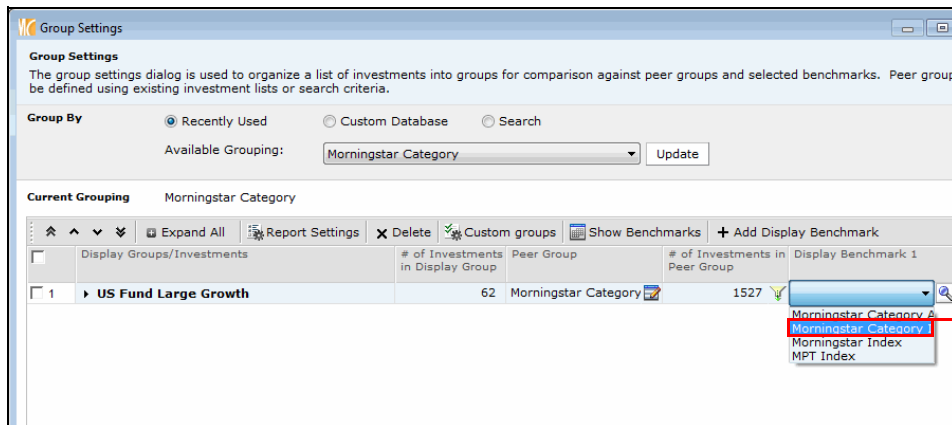 Group Settings
Group Settings
The group settings dialog is used to organize a list of investments into groups for comparison against peer groups and selected benchmarks. Peer group
be defined using existing investment lists or search criteria.
Group By
Recently Used
Custom Database
Search
Available Grouping:
Morningstar Category
Update
Current Grouping
Morningstar Category
Expand All
Report Settings
Delete
Custom groups
Show Benchmarks
Add Display Benchmark
Display Groups/Investments
# of Investments
in Display Group
Peer Group
# of Investments in
Peer Group
Display Benchmark 1
1
US Fund Large Growth
62
Morningstar Category
1527
Morningstar Category A
Morningstar Category I
Morningstar Index
MPT Index